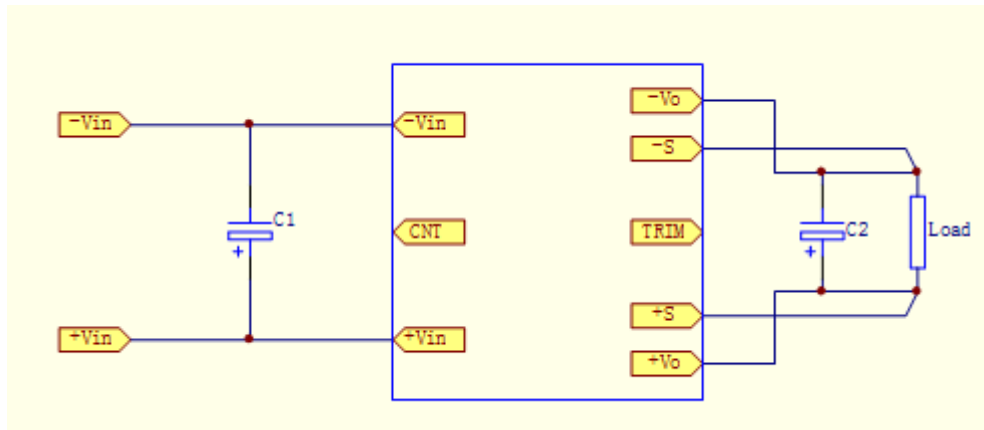 -Vin
-Vin
-Vo
-S
+
C1
CNT
TRIM
+
C2
Load
+Vin
+Vin
+S
+Vo